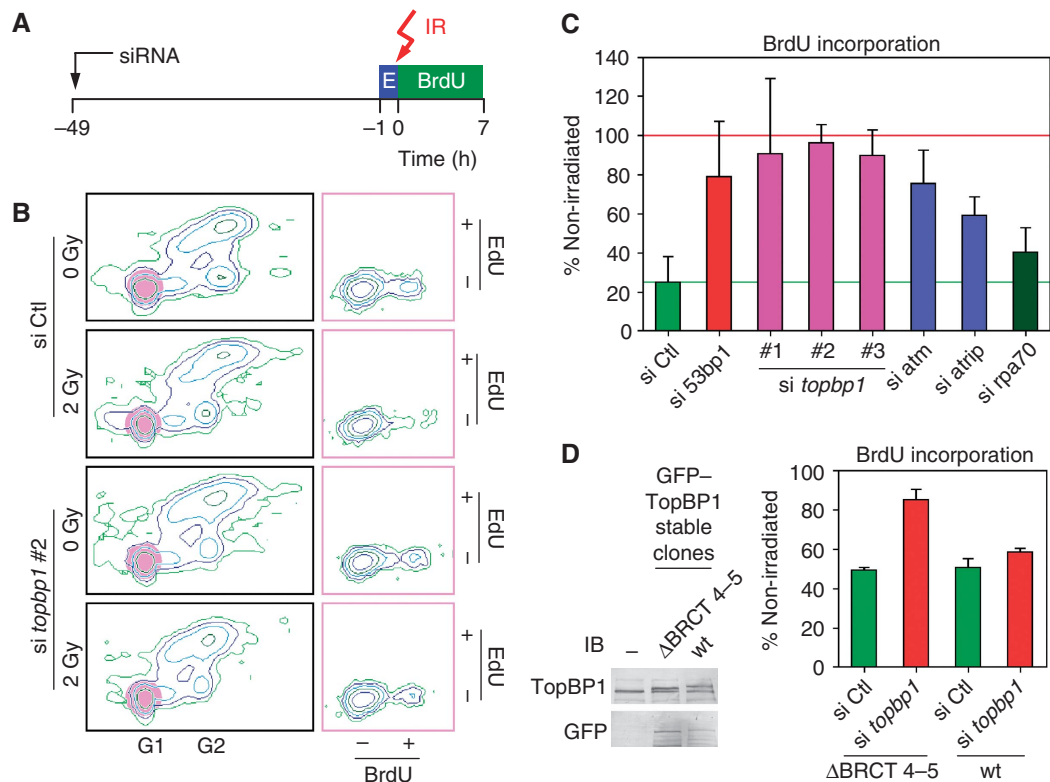 A
siRNA
IR
E BrdU
–49 –1 0 7
Time (h)
B
si Ctl
0 Gy
2 Gy
si topbp1 #2
0 Gy
2 Gy
+ – EdU
+ – EdU
+ – EdU
+ – EdU
G1 G2
– +
BrdU
C
BrdU incorporation
% Non-irradiated
140
120
100
80
60
40
20
0
si Ctl
si 53bp1
#1 #2 #3
si topbp1
si atm
si atrip
si rpa70
D
GFP–
TopBP1
stable
clones
IB – ΔBRCT 4–5 wt
TopBP1
GFP
BrdU incorporation
% Non-irradiated
100
80
60
40
20
0
si Ctl
si topbp1
si Ctl
si topbp1
ΔBRCT 4–5 wt